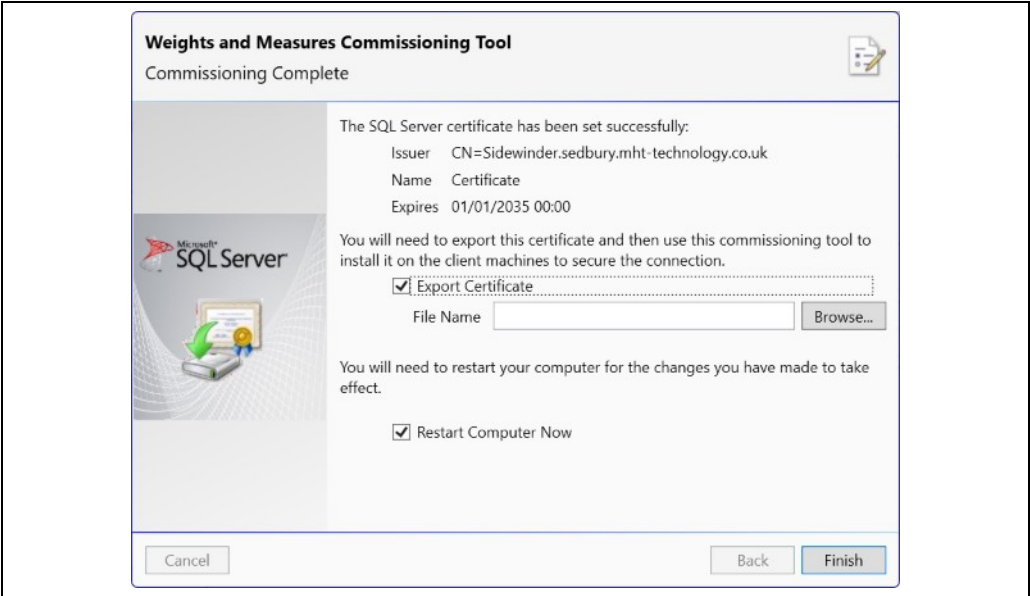 Weights and Measures Commissioning Tool
Commissioning Complete
The SQL Server certificate has been set successfully:
Issuer CN=Sidewinder.sedbury.mht-technology.co.uk
Name Certificate
Expires 01/01/2035 00:00
Microsoft®
SQL Server
You will need to export this certificate and then use this commissioning tool to
install it on the client machines to secure the connection.
Export Certificate
File Name Browse...
You will need to restart your computer for the changes you have made to take
effect.
Restart Computer Now
Cancel Back Finish